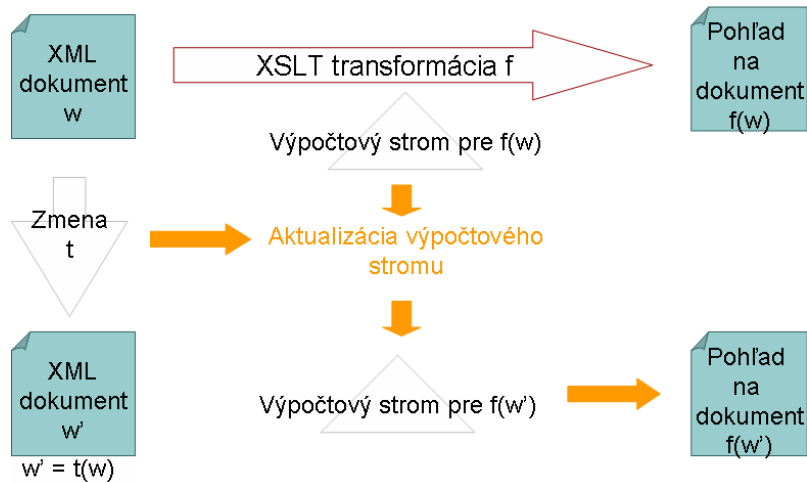 XML
dokument
w
XSLT transformácia f
Pohľad
na
dokument
f(w)
Výpočtový strom pre f(w)
Zmena
t
Aktualizácia výpočtového
stromu
XML
dokument
w'
Výpočtový strom pre f(w')
Pohľad
na
dokument
f(w')
w' = t(w)